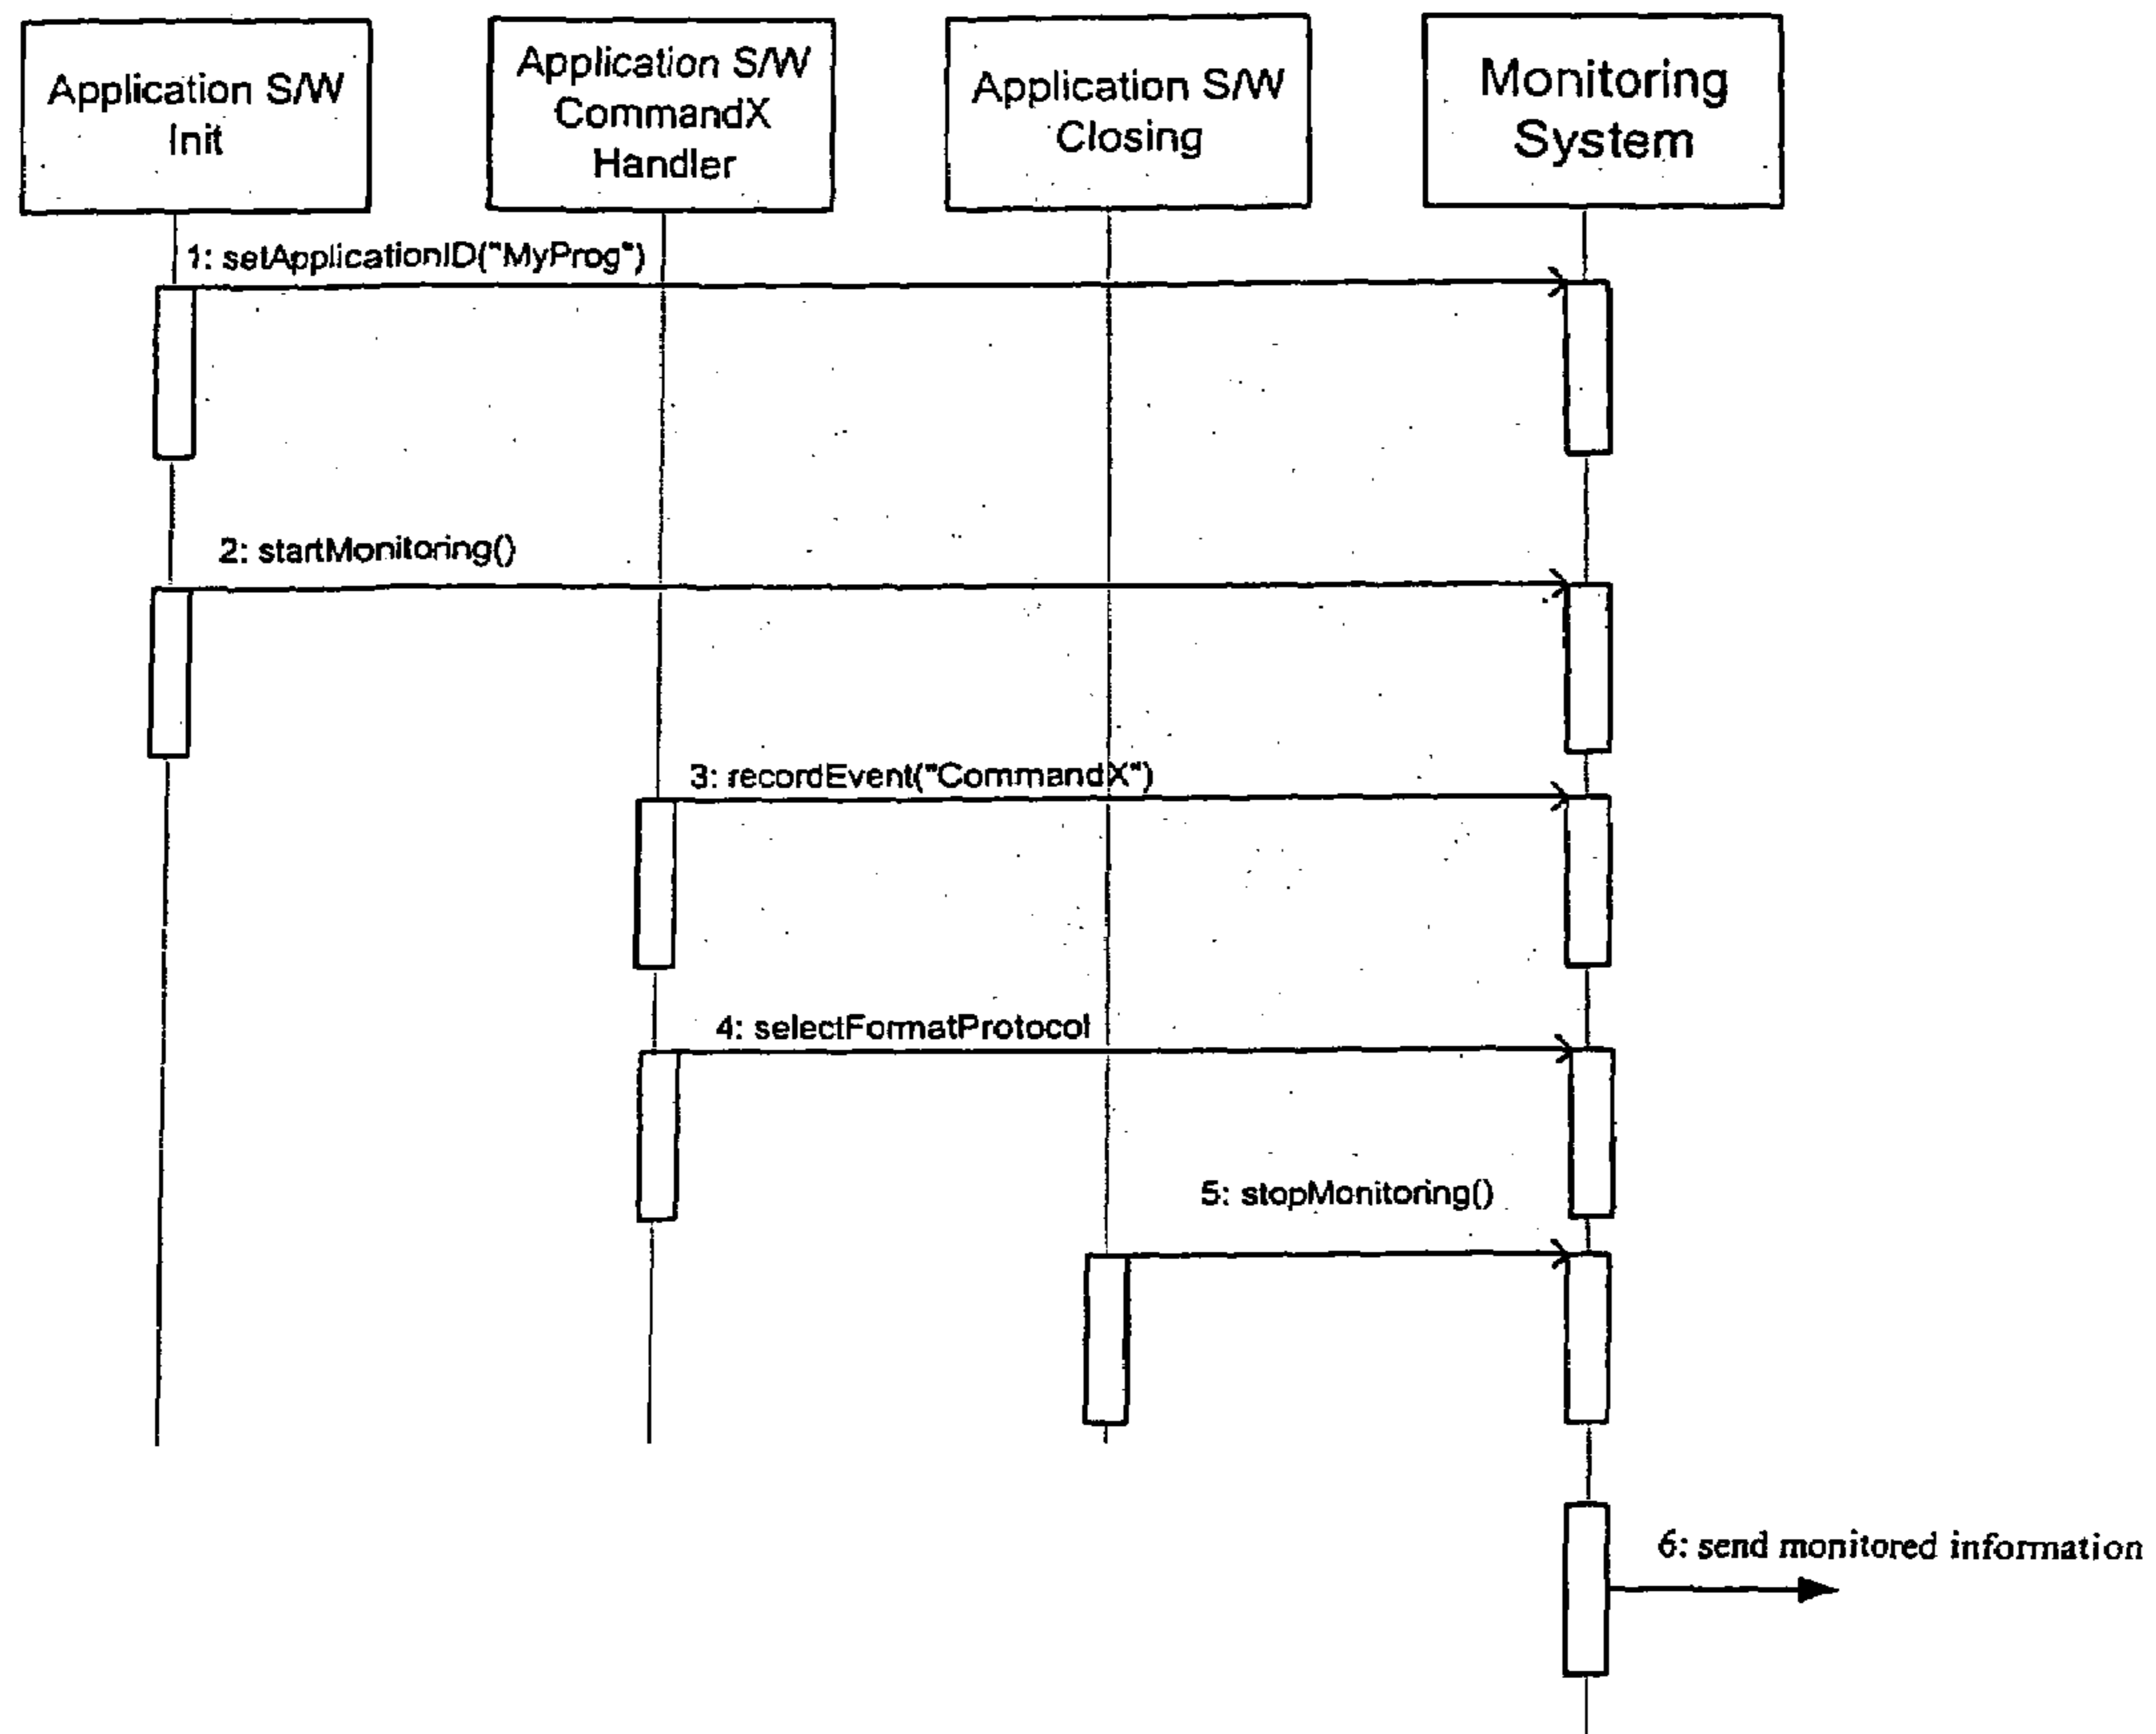 Application S/W
Init
Application S/W
CommandX
Handler
Application S/W
Closing
Monitoring
System
1: setApplicationID("MyProg")
2: startMonitoring()
3: recordEvent("CommandX")
4: selectFormatProtocol
5: stopMonitoring()
6: send monitored information